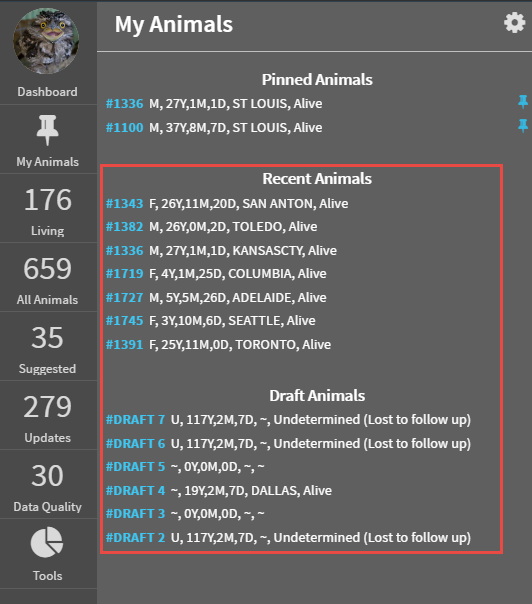 My Animals
Dashboard
My Animals
176
Living
659
All Animals
35
Suggested
279
Updates
30
Data Quality
Tools
Pinned Animals
#1336 M, 27Y,1M,1D, ST LOUIS, Alive
#1100 M, 37Y,8M,7D, ST LOUIS, Alive
Recent Animals
#1343 F, 26Y,11M,20D, SAN ANTON, Alive
#1382 M, 26Y,0M,2D, TOLEDO, Alive
#1336 M, 27Y,1M,1D, KANSASCTY, Alive
#1719 F, 4Y,1M,25D, COLUMBIA, Alive
#1727 M, 5Y,5M,26D, ADELAIDE, Alive
#1745 F, 3Y,10M,6D, SEATTLE, Alive
#1391 F, 25Y,11M,0D, TORONTO, Alive
Draft Animals
#DRAFT 7 U, 117Y,2M,7D, ~, Undetermined (Lost to follow up)
#DRAFT 6 U, 117Y,2M,7D, ~, Undetermined (Lost to follow up)
#DRAFT 5 ~, 0Y,0M,0D, ~, ~
#DRAFT 4 ~, 19Y,2M,7D, DALLAS, Alive
#DRAFT 3 ~, 0Y,0M,0D, ~, ~
#DRAFT 2 U, 117Y,2M,7D, ~, Undetermined (Lost to follow up)